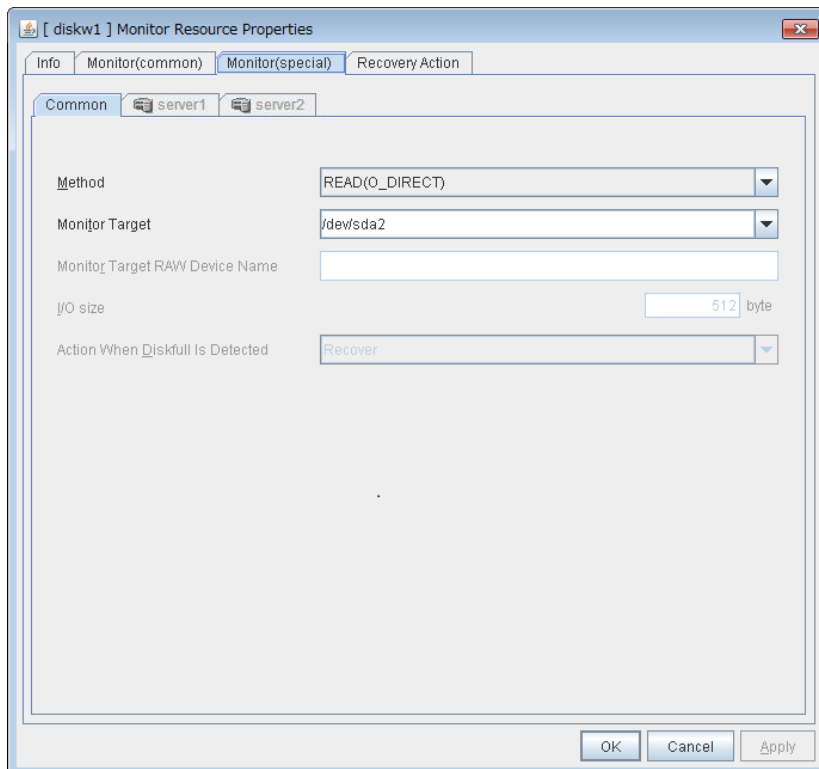 [ diskw1 ] Monitor Resource Properties
Info Monitor(common) Monitor(special) Recovery Action
Common server1 server2
Method READ(O_DIRECT)
Monitor Target /dev/sda2
Monitor Target RAW Device Name
I/O size 512 byte
Action When Diskfull Is Detected Recover
OK Cancel Apply